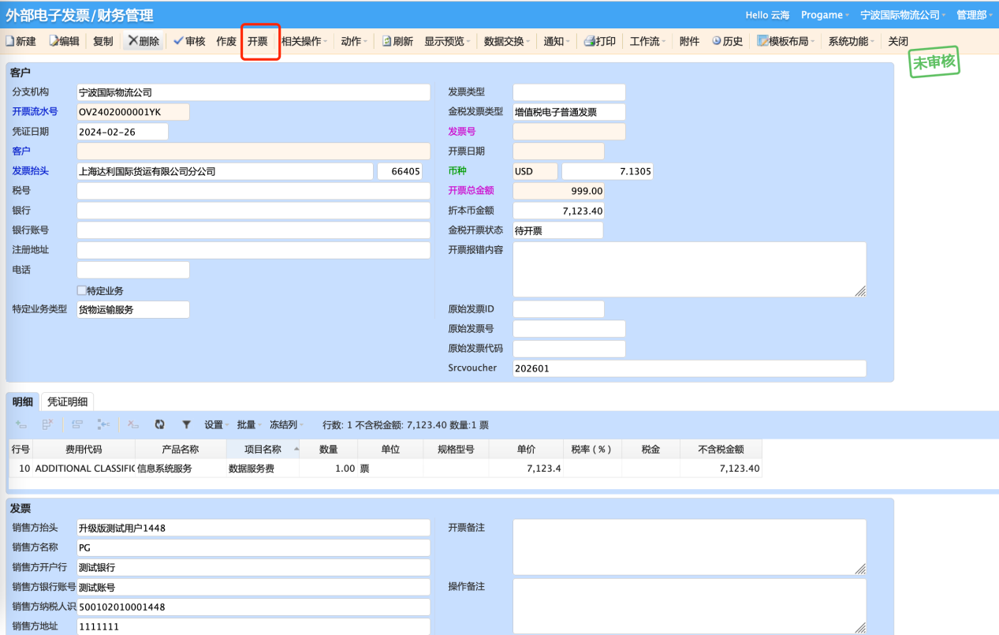 外部电子发票/财务管理
Hello 云海 Progame 宁波国际物流公司 管理部
新建 编辑 复制 删除 审核 作废 开票 相关操作 动作 刷新 显示预览 数据交换 通知 打印 工作流 附件 历史 模板布局 系统功能 关闭
未审核
客户
分支机构 宁波国际物流公司 发票类型
开票流水号 OV2402000001YK 金税发票类型 增值税电子普通发票
凭证日期 2024-02-26 发票号
客户 开票日期
发票抬头 上海达利国际货运有限公司分公司 66405 币种 USD 7.1305
税号 开票总金额 999.00
银行 折本币金额 7,123.40
银行账号 金税开票状态 待开票
注册地址 开票报错内容
电话
特定业务
特定业务类型 货物运输服务 原始发票ID
原始发票号
原始发票代码
Srcvoucher 202601
明细 凭证明细
设置 批量 冻结列 行数: 1 不含税金额: 7,123.40 数量:1 票
行号 费用代码 产品名称 项目名称 数量 单位 规格型号 单价 税率 ( % ) 税金 不含税金额
10 ADDITIONAL CLASSIFI 信息系统服务 数据服务费 1.00 票 7,123.4 7,123.40
发票
销售方抬头 升级版测试用户1448 开票备注
销售方名称 PG
销售方开户行 测试银行
销售方银行账号 测试账号 操作备注
销售方纳税人识 500102010001448
销售方地址 1111111